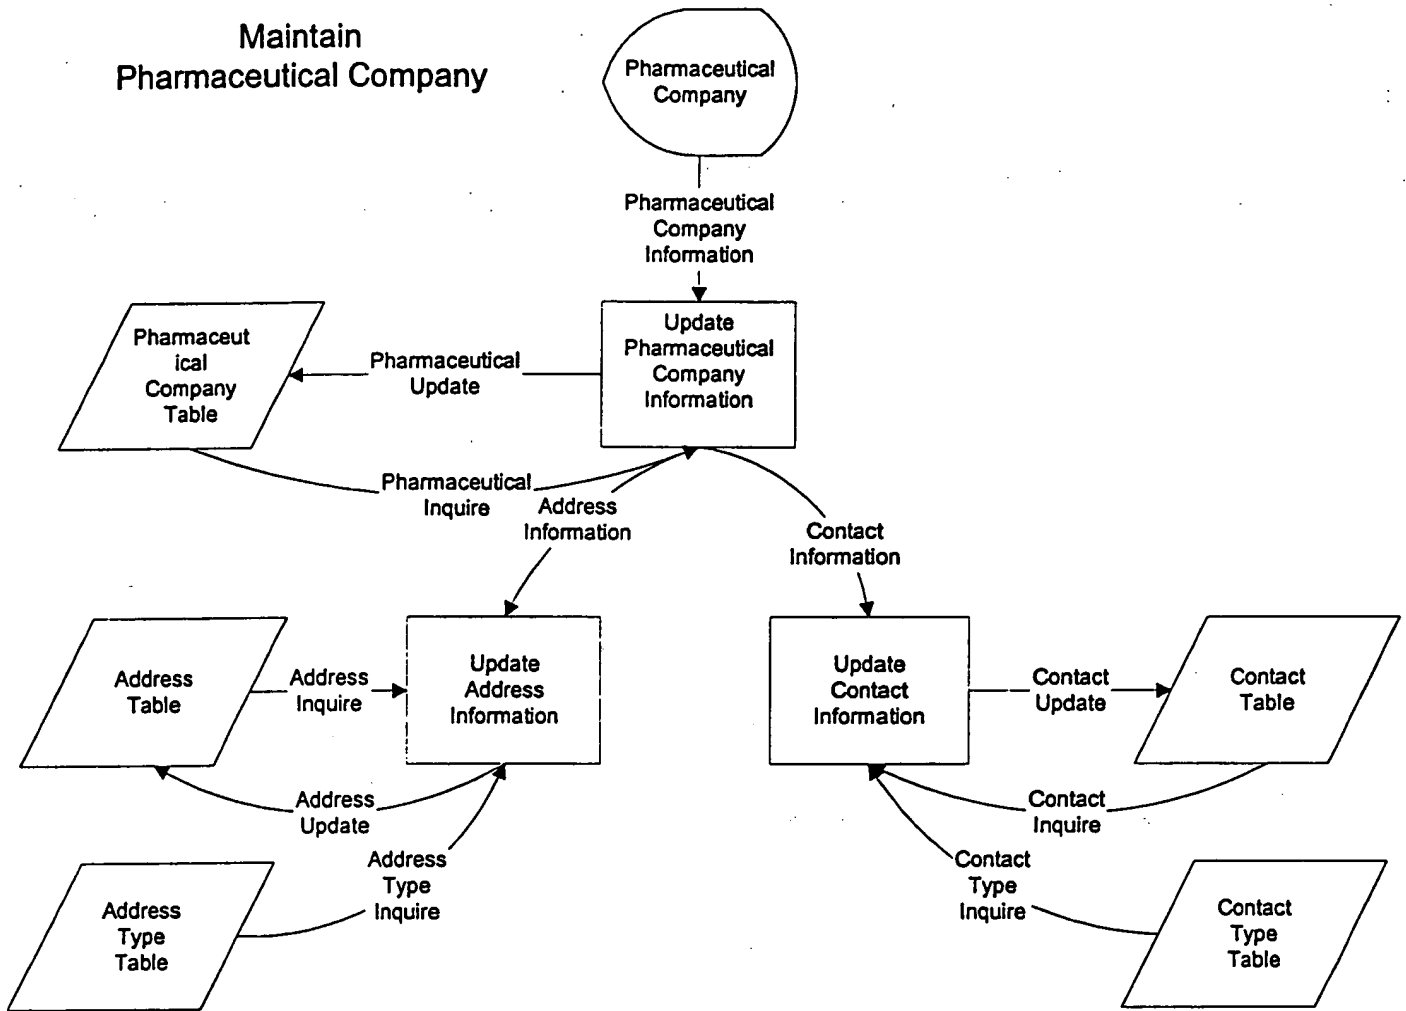 Maintain
Pharmaceutical Company
Pharmaceutical
Company
Pharmaceutical
Company
Information
Pharmaceut
ical
Company
Table
Pharmaceutical
Update
Update
Pharmaceutical
Company
Information
Pharmaceutical
Inquire
Address
Information
Contact
Information
Address
Table
Address
Inquire
Update
Address
Information
Update
Contact
Information
Contact
Update
Contact
Table
Address
Update
Contact
Inquire
Address
Type
Inquire
Contact
Type
Inquire
Address
Type
Table
Contact
Type
Table